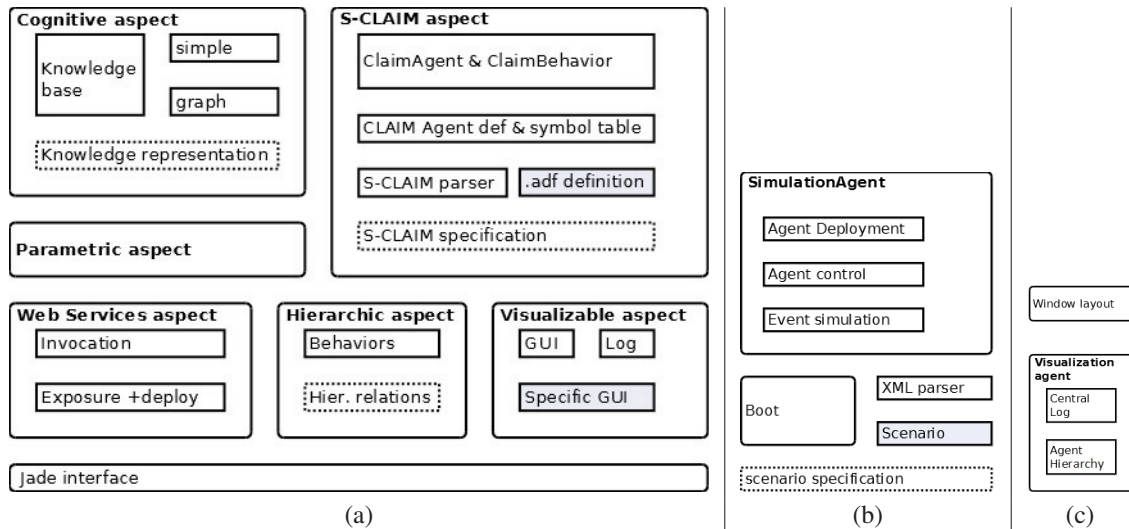 Cognitive aspect
Knowledge
base
simple
graph
Knowledge representation
Parametric aspect
S-CLAIM aspect
ClaimAgent & ClaimBehavior
CLAIM Agent def & symbol table
S-CLAIM parser
.adf definition
S-CLAIM specification
Web Services aspect
Invocation
Exposure +deploy
Hierarchic aspect
Behaviors
Hier. relations
Visualizable aspect
GUI
Log
Specific GUI
Jade interface
(a)
SimulationAgent
Agent Deployment
Agent control
Event simulation
Boot
XML parser
Scenario
scenario specification
(b)
Window layout
Visualization
agent
Central
Log
Agent
Hierarchy
(c)